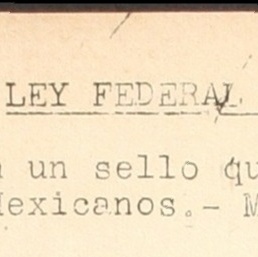 LEY FEDERAL
un sello qu
Mexicanos.- M